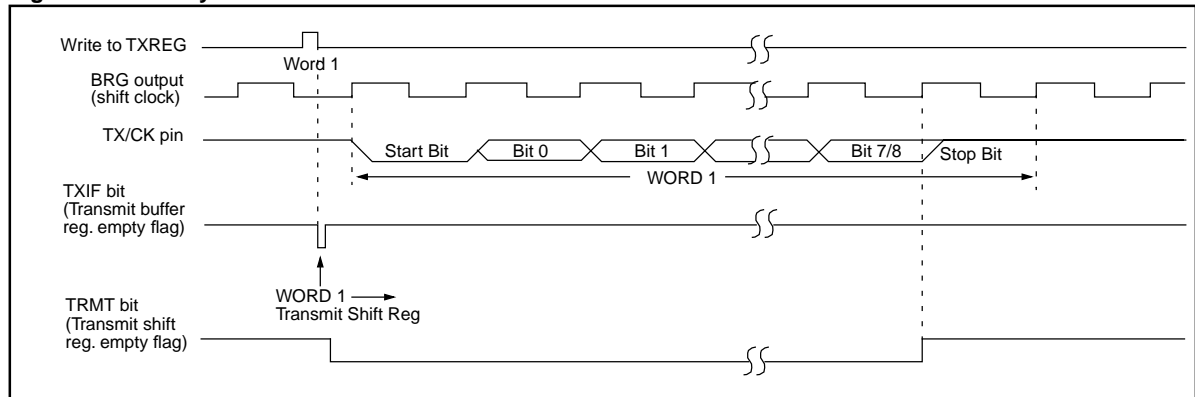 Write to TXREG
Word 1
BRG output
(shift clock)
TX/CK pin
Start Bit
Bit 0
Bit 1
Bit 7/8
Stop Bit
WORD 1
TXIF bit
(Transmit buffer
reg. empty flag)
WORD 1
Transmit Shift Reg
TRMT bit
(Transmit shift
reg. empty flag)